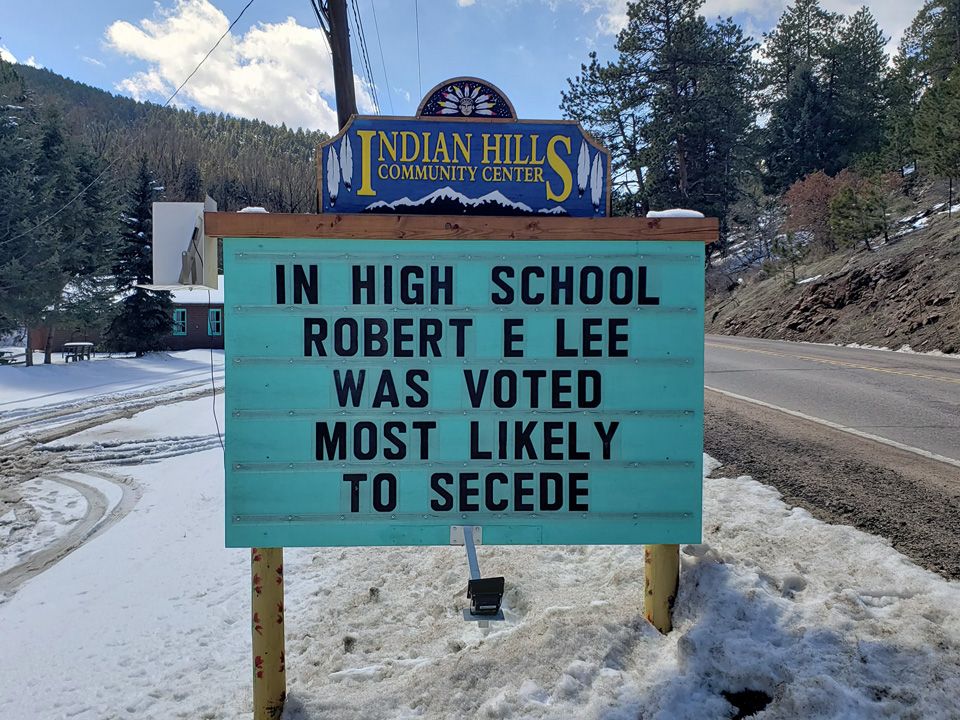 INDIAN HILLS
COMMUNITY CENTER
IN HIGH SCHOOL
ROBERT E LEE
WAS VOTED
MOST LIKELY
TO SECEDE